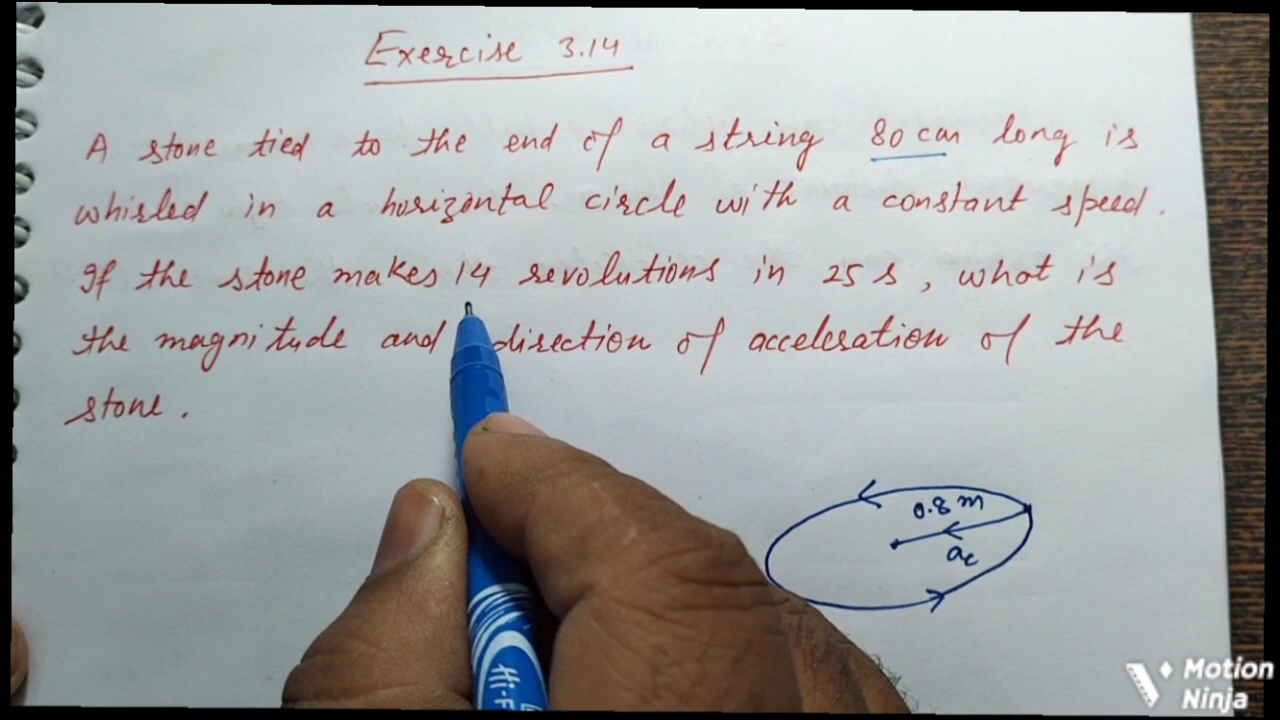 Exercise 3.14
A stone tied to the end of a string 80 cm long is
whirled in a horizontal circle with a constant speed.
If the stone makes 14 revolutions in 25 s, what is
the magnitude and direction of acceleration of the
stone.
0.8 m
ac
Hi-
Motion
Ninja